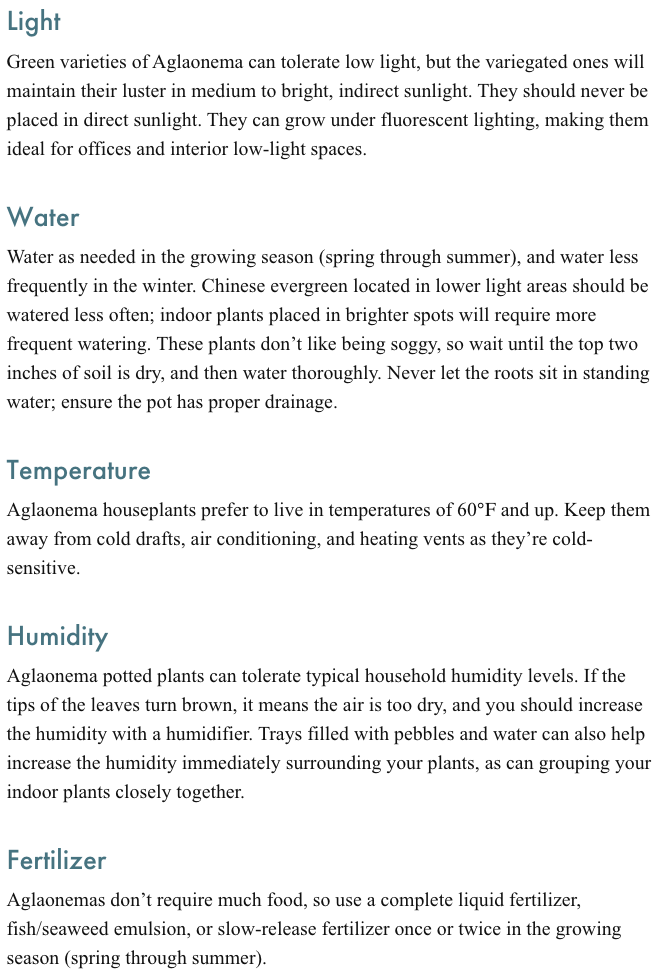 Light
Green varieties of Aglaonema can tolerate low light, but the variegated ones will
maintain their luster in medium to bright, indirect sunlight. They should never be
placed in direct sunlight. They can grow under fluorescent lighting, making them
ideal for offices and interior low-light spaces.
Water
Water as needed in the growing season (spring through summer), and water less
frequently in the winter. Chinese evergreen located in lower light areas should be
watered less often; indoor plants placed in brighter spots will require more
frequent watering. These plants don’t like being soggy, so wait until the top two
inches of soil is dry, and then water thoroughly. Never let the roots sit in standing
water; ensure the pot has proper drainage.
Temperature
Aglaonema houseplants prefer to live in temperatures of 60°F and up. Keep them
away from cold drafts, air conditioning, and heating vents as they’re cold-
sensitive.
Humidity
Aglaonema potted plants can tolerate typical household humidity levels. If the
tips of the leaves turn brown, it means the air is too dry, and you should increase
the humidity with a humidifier. Trays filled with pebbles and water can also help
increase the humidity immediately surrounding your plants, as can grouping your
indoor plants closely together.
Fertilizer
Aglaonemas don’t require much food, so use a complete liquid fertilizer,
fish/seaweed emulsion, or slow-release fertilizer once or twice in the growing
season (spring through summer).